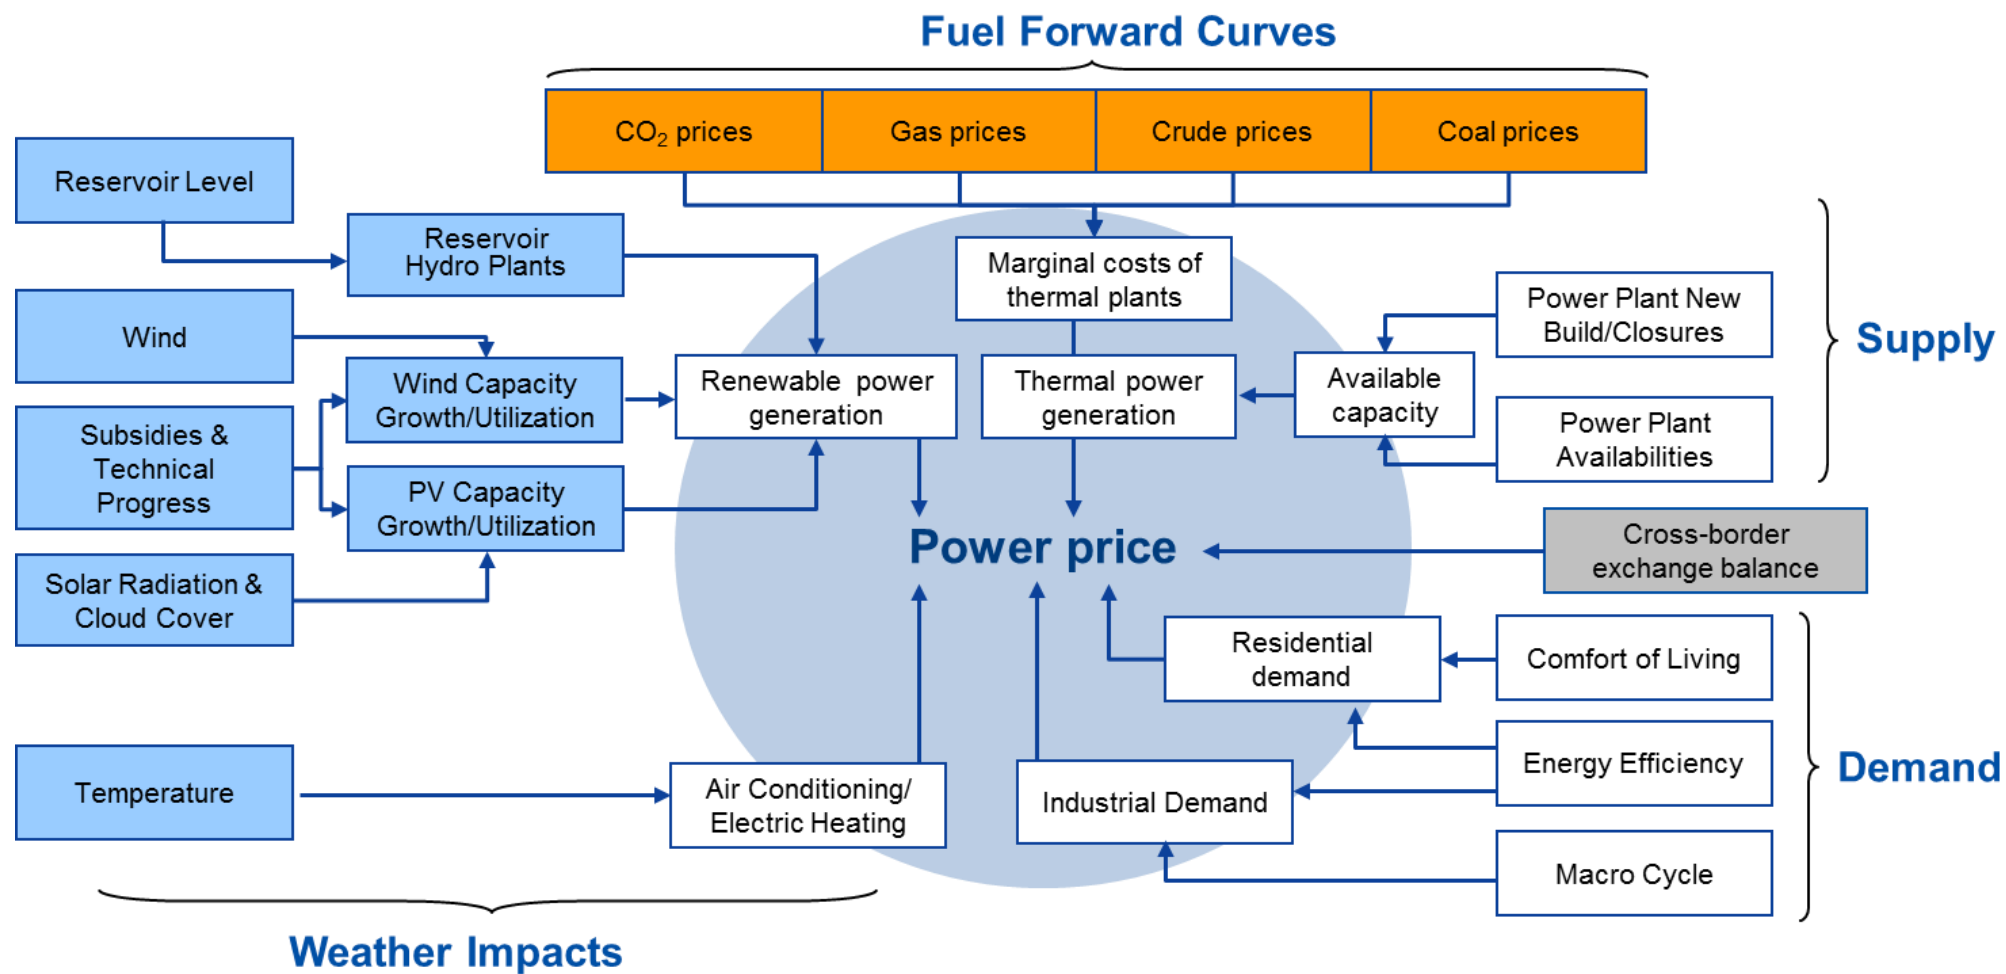 Fuel Forward Curves
CO₂ prices
Gas prices
Crude prices
Coal prices
Reservoir Level
Reservoir
Hydro Plants
Marginal costs of
thermal plants
Power Plant New
Build/Closures
Supply
Wind
Wind Capacity
Growth/Utilization
Renewable power
generation
Thermal power
generation
Available
capacity
Subsidies &
Technical
Progress
Power Plant
Availabilities
PV Capacity
Growth/Utilization
Power price
Cross-border
exchange balance
Solar Radiation &
Cloud Cover
Residential
demand
Comfort of Living
Energy Efficiency
Demand
Temperature
Air Conditioning/
Electric Heating
Industrial Demand
Macro Cycle
Weather Impacts